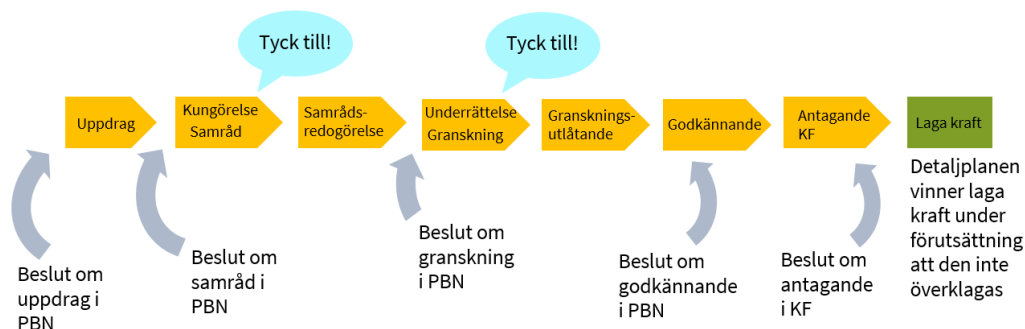 Tyck till!
Tyck till!
Uppdrag
Kungörelse
Samråd
Samråds-
redogörelse
Underrättelse
Granskning
Gransknings-
utlåtande
Godkännande
Antagande
KF
Laga kraft
Beslut om
uppdrag i
PBN
Beslut om
samråd i
PBN
Beslut om
granskning
i PBN
Beslut om
godkännande
i PBN
Beslut om
antagande
i KF
Detaljplanen
vinner laga
kraft under
förutsättning
att den inte
överklagas